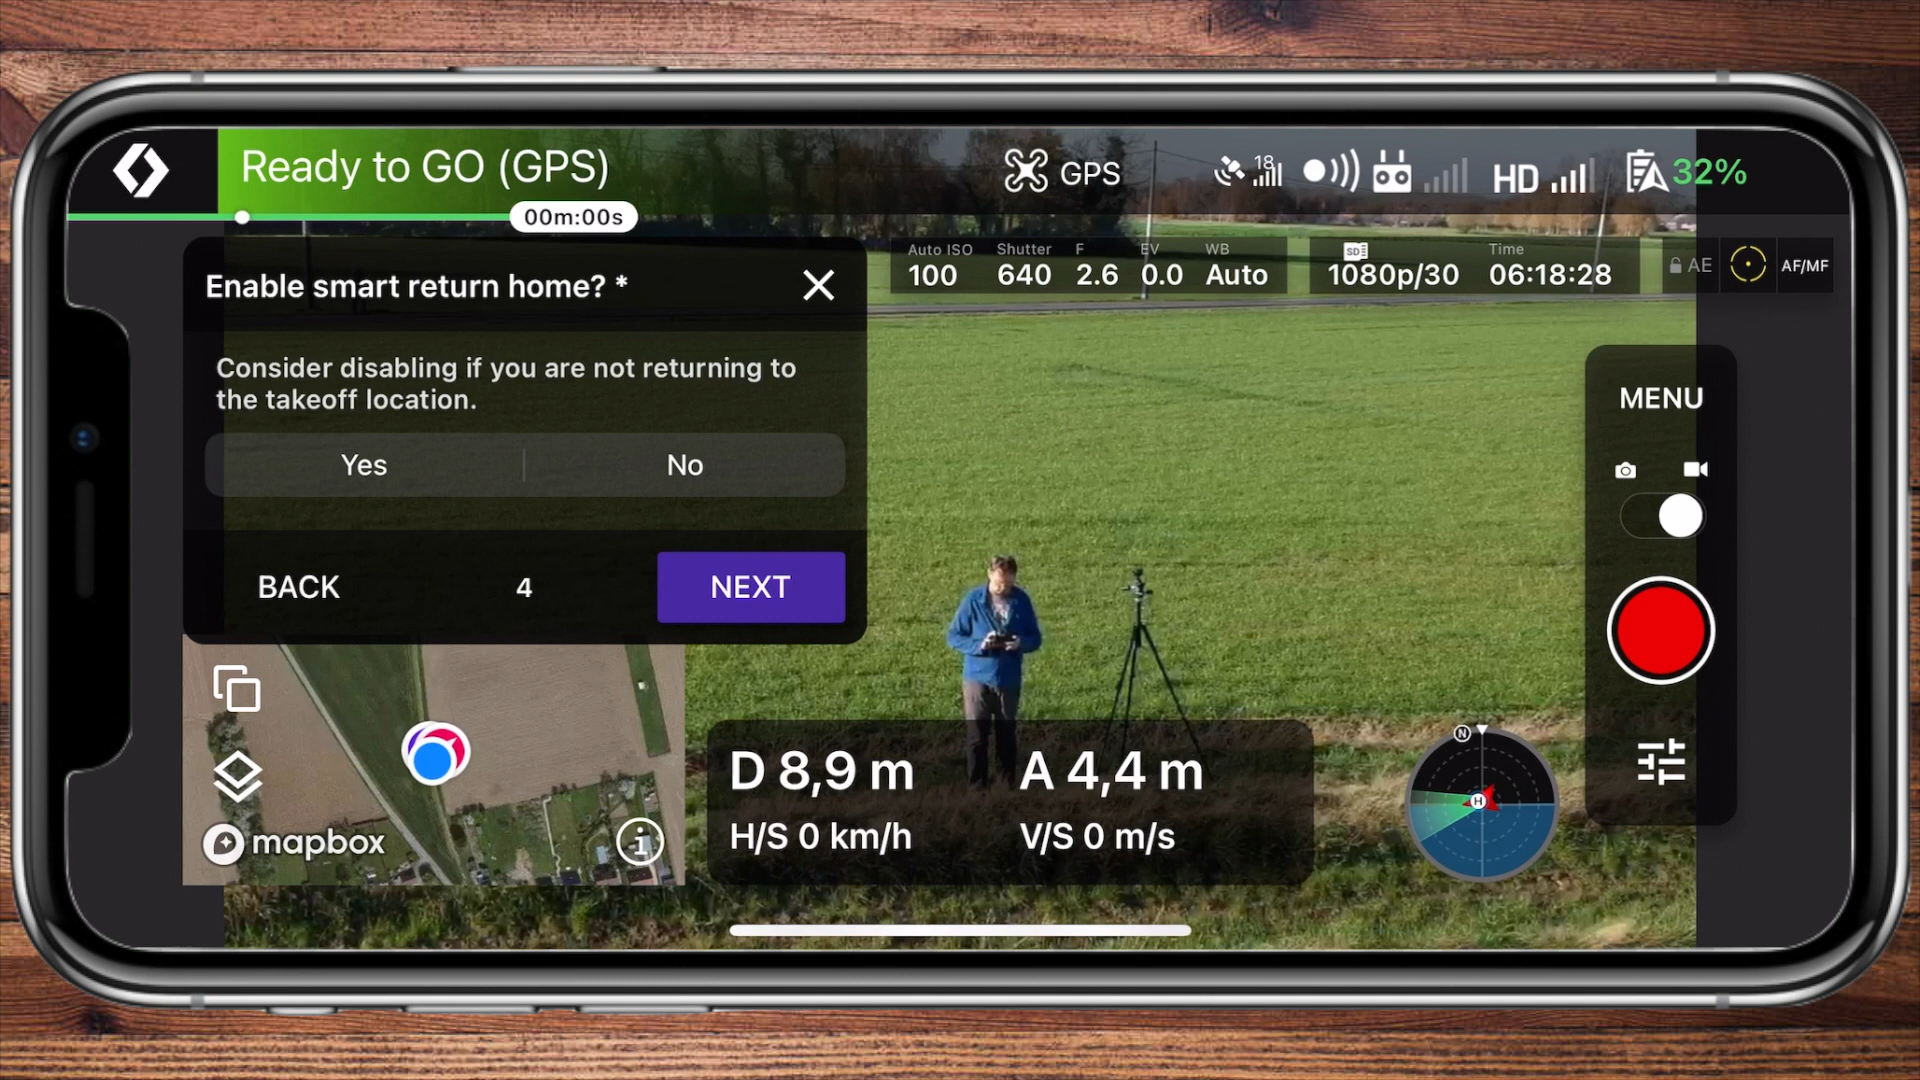 Ready to GO (GPS)
GPS
18
HD
32%
00m:00s
Enable smart return home? *
Auto ISO
100
Shutter
640
F
2.6
EV
0.0
WB
Auto
SD
1080p/30
Time
06:18:28
AE
AF/MF
Consider disabling if you are not returning to
the takeoff location.
Yes
No
BACK
4
NEXT
MENU
mapbox
i
D 8,9 m
A 4,4 m
H/S 0 km/h
V/S 0 m/s
N
H